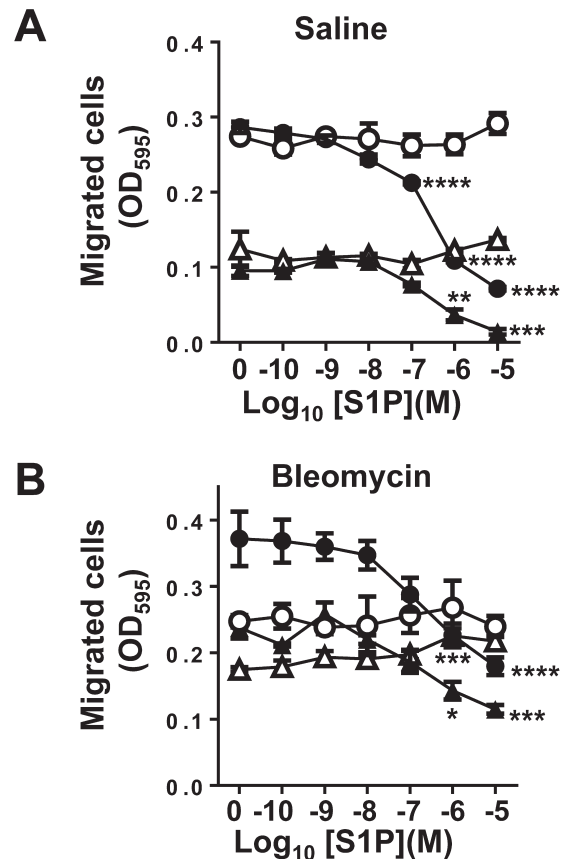 A
Saline
Migrated cells
(OD595)
0.4
0.3
0.2
0.1
0.0
****
****
**
****
***
0 -10 -9 -8 -7 -6 -5
Log10 [S1P](M)
B
Bleomycin
Migrated cells
(OD595)
0.4
0.3
0.2
0.1
0.0
***
****
*
***
0 -10 -9 -8 -7 -6 -5
Log10 [S1P](M)